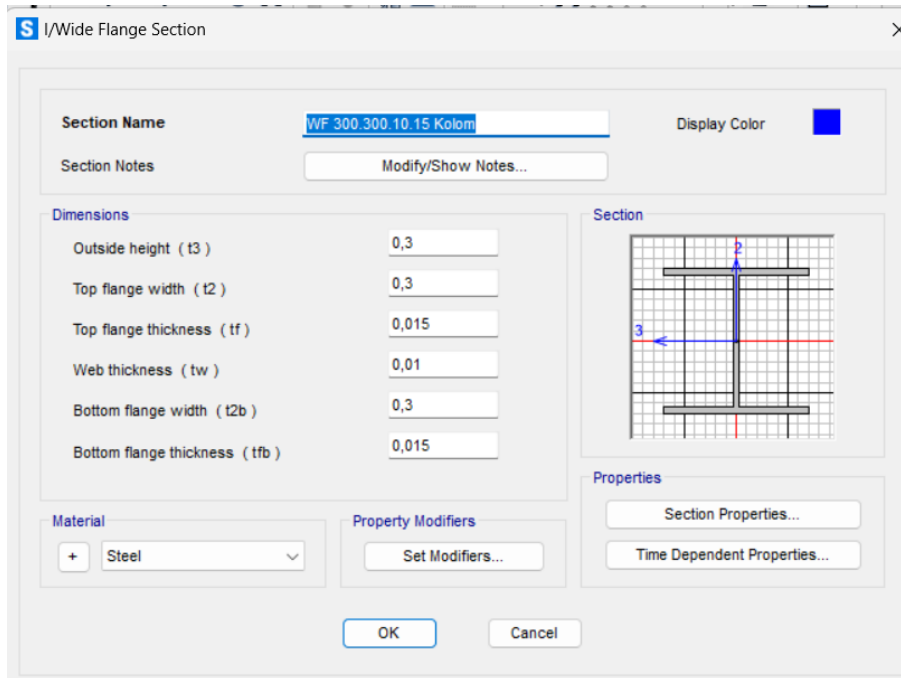 S I/Wide Flange Section
Section Name WF 300.300.10.15 Kolom Display Color
Section Notes Modify/Show Notes...
Dimensions
Outside height ( t3 ) 0,3
Top flange width ( t2 ) 0,3
Top flange thickness ( tf ) 0,015
Web thickness ( tw ) 0,01
Bottom flange width ( t2b ) 0,3
Bottom flange thickness ( tfb ) 0,015
Section
2
3
Properties
Section Properties...
Time Dependent Properties...
Material
+ Steel
Property Modifiers
Set Modifiers...
OK Cancel